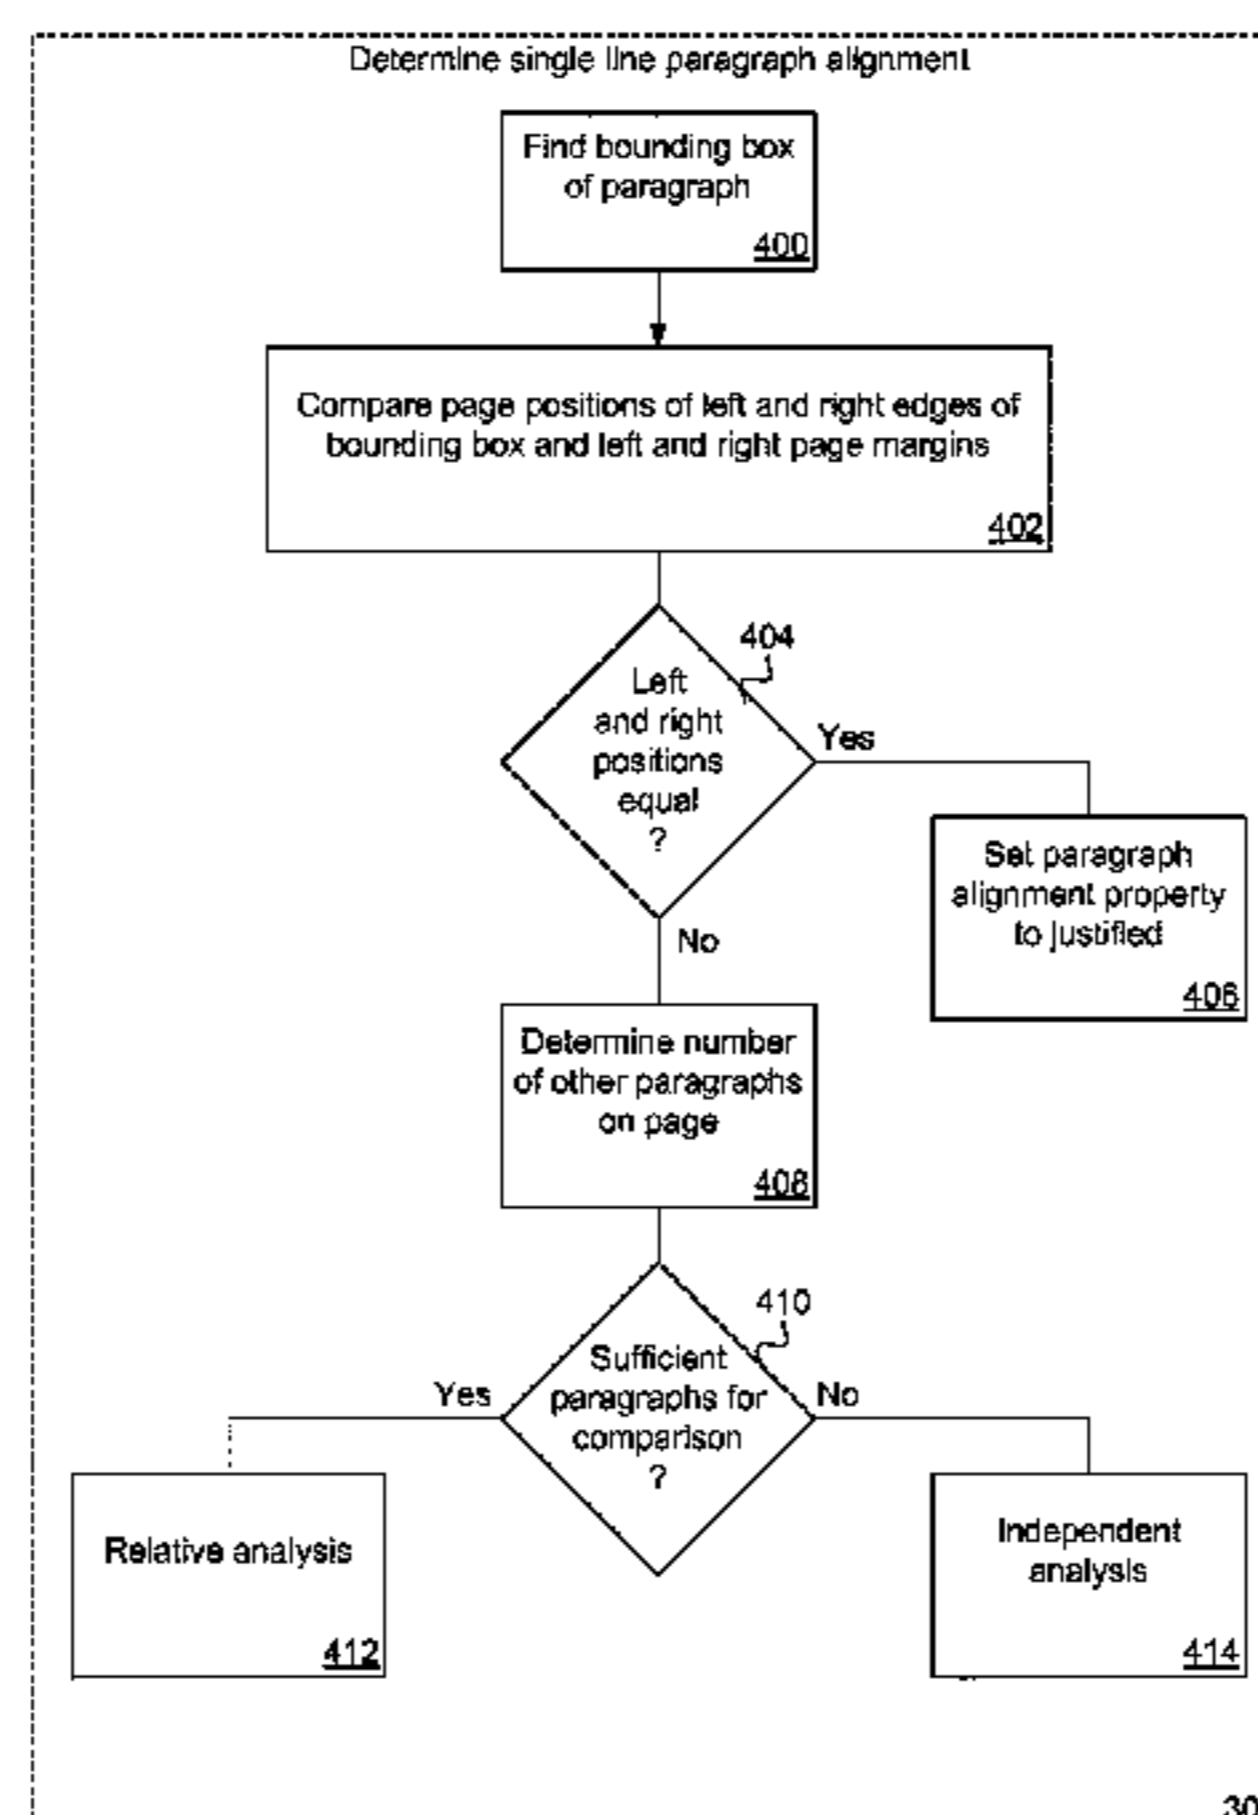 Determine single line paragraph alignment
Find bounding box
of paragraph
400
Compare page positions of left and right edges of
bounding box and left and right page margins
402
404
Left
and right
positions
equal
?
Yes
No
Set paragraph
alignment property
to justified
406
Determine number
of other paragraphs
on page
408
410
Sufficient
paragraphs for
comparison
?
Yes
No
Relative analysis
412
Independent
analysis
414